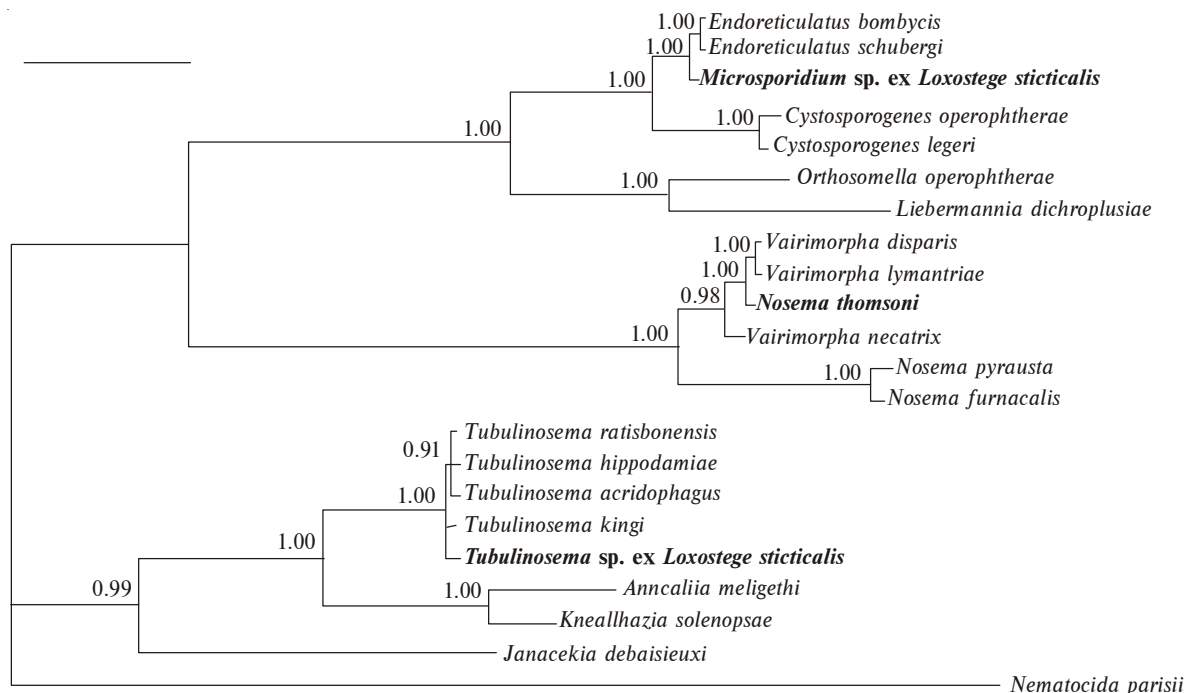 1.00 Endoreticulatus bombycis
1.00 Endoreticulatus schubergi
1.00 Microsporidium sp. ex Loxostege sticticalis
1.00 Cystosporogenes operophtherae
1.00 Cystosporogenes legeri
1.00 Orthosomella operophtherae
Liebermannia dichroplusiae
1.00 Vairimorpha disparis
1.00 Vairimorpha lymantriae
0.98 Nosema thomsoni
1.00 Vairimorpha necatrix
1.00 Nosema pyrausta
Nosema furnacalis
Tubulinosema ratisbonensis
0.91 Tubulinosema hippodamiae
1.00 Tubulinosema acridophagus
Tubulinosema kingi
1.00 Tubulinosema sp. ex Loxostege sticticalis
0.99 1.00 Anncaliia meligethi
Kneallhazia solenopsae
Janacekia debaisieuxi
Nematocida parisii